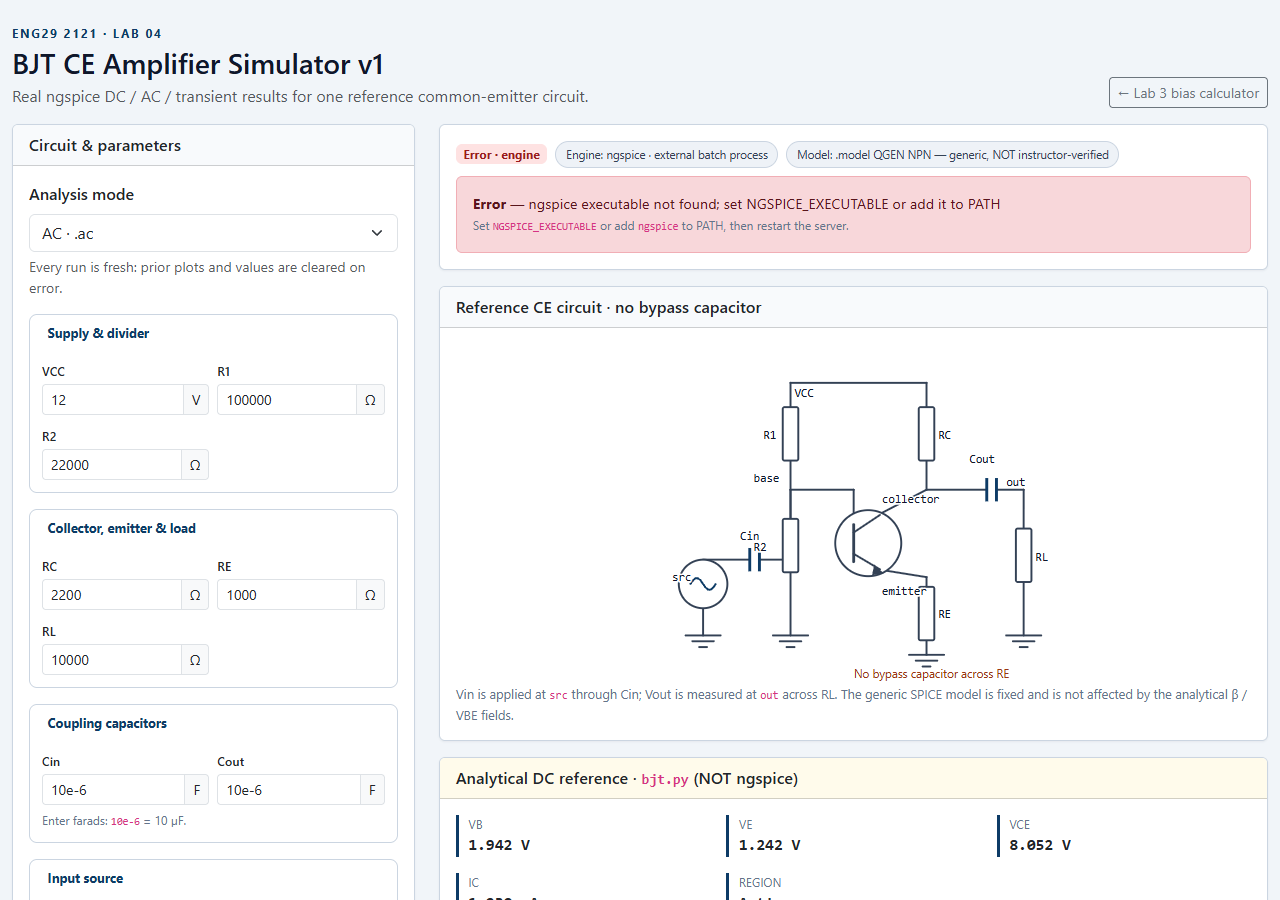 ENG29 2121 · LAB 04
BJT CE Amplifier Simulator v1
Real ngspice DC / AC / transient results for one reference common-emitter circuit.
← Lab 3 bias calculator
Circuit & parameters
Analysis mode
AC · .ac
Every run is fresh: prior plots and values are cleared on
error.
Supply & divider
VCC
R1
12
V
100000
Ω
R2
22000
Ω
Collector, emitter & load
RC
RE
2200
Ω
1000
Ω
RL
10000
Ω
Coupling capacitors
Cin
Cout
10e-6
F
10e-6
F
Enter farads: 10e-6 = 10 µF.
Input source
Error · engine
Engine: ngspice · external batch process
Model: .model QGEN NPN — generic, NOT instructor-verified
Error — ngspice executable not found; set NGSPICE_EXECUTABLE or add it to PATH
Set NGSPICE_EXECUTABLE or add ngspice to PATH, then restart the server.
Reference CE circuit · no bypass capacitor
VCC
R1
RC
Cout
base
out
collector
Cin
R2
RL
src
emitter
RE
No bypass capacitor across RE
Vin is applied at src through Cin; Vout is measured at out across RL. The generic SPICE model is fixed and is not affected by the analytical β /
VBE fields.
Analytical DC reference · bjt.py (NOT ngspice)
VB
VE
VCE
1.942 V
1.242 V
8.052 V
IC
REGION